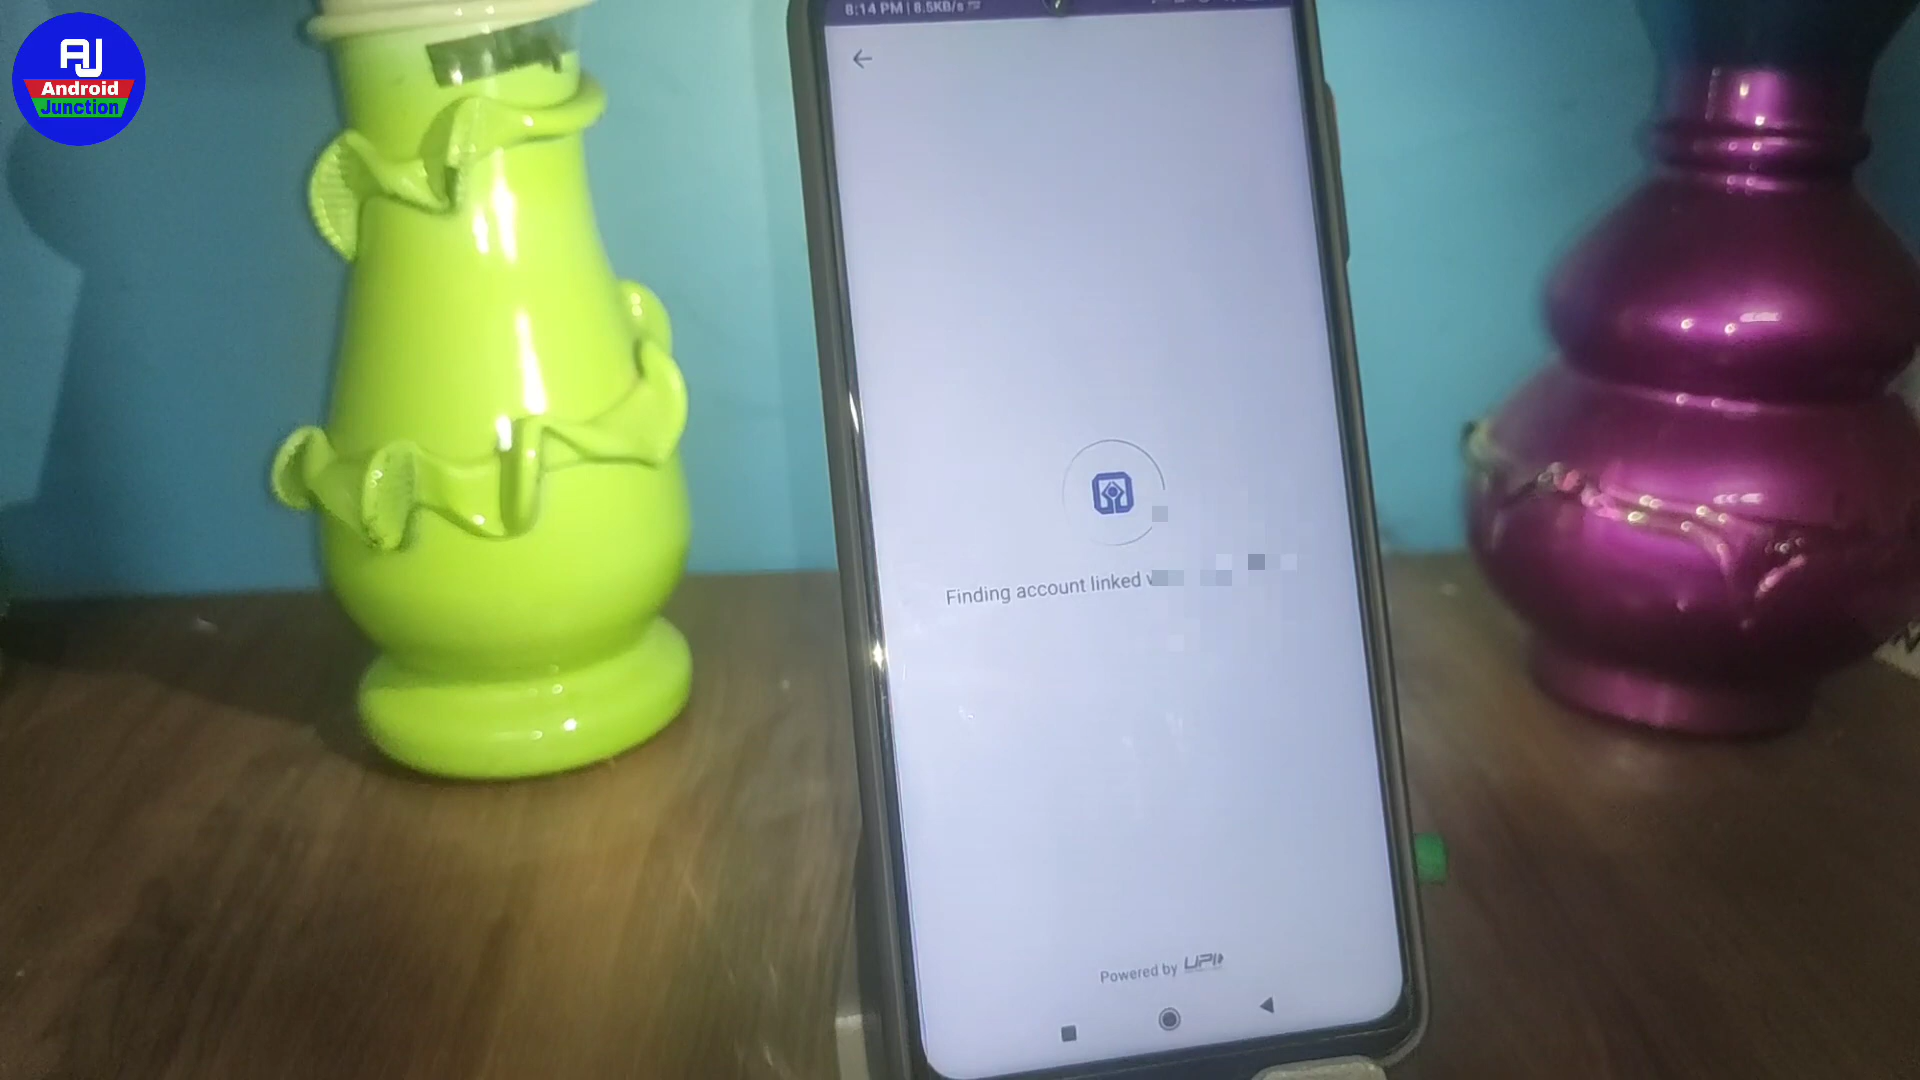 AJ
Android
Junction
8:14 PM | 8.5KB/s
Finding account linked
Powered by UPI